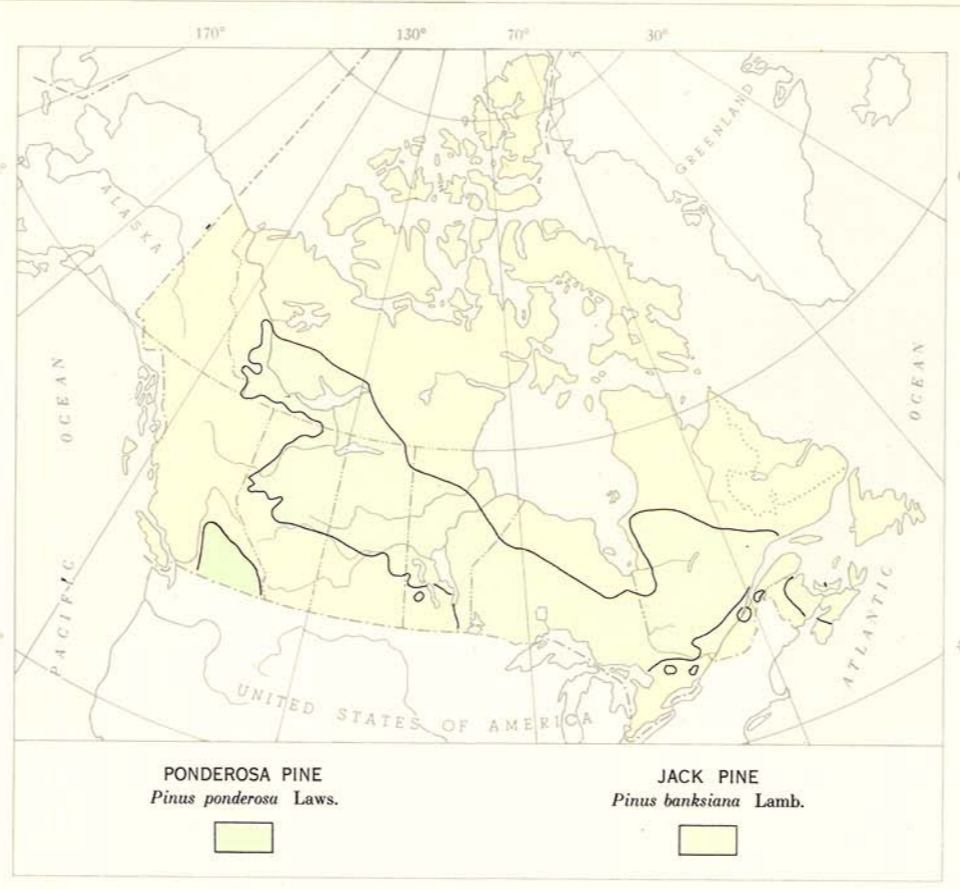 170° 130° 70° 30°
GREENLAND
ALASKA
PACIFIC OCEAN
ATLANTIC OCEAN
UNITED STATES OF AMERICA
PONDEROSA PINE
Pinus ponderosa Laws.
JACK PINE
Pinus banksiana Lamb.